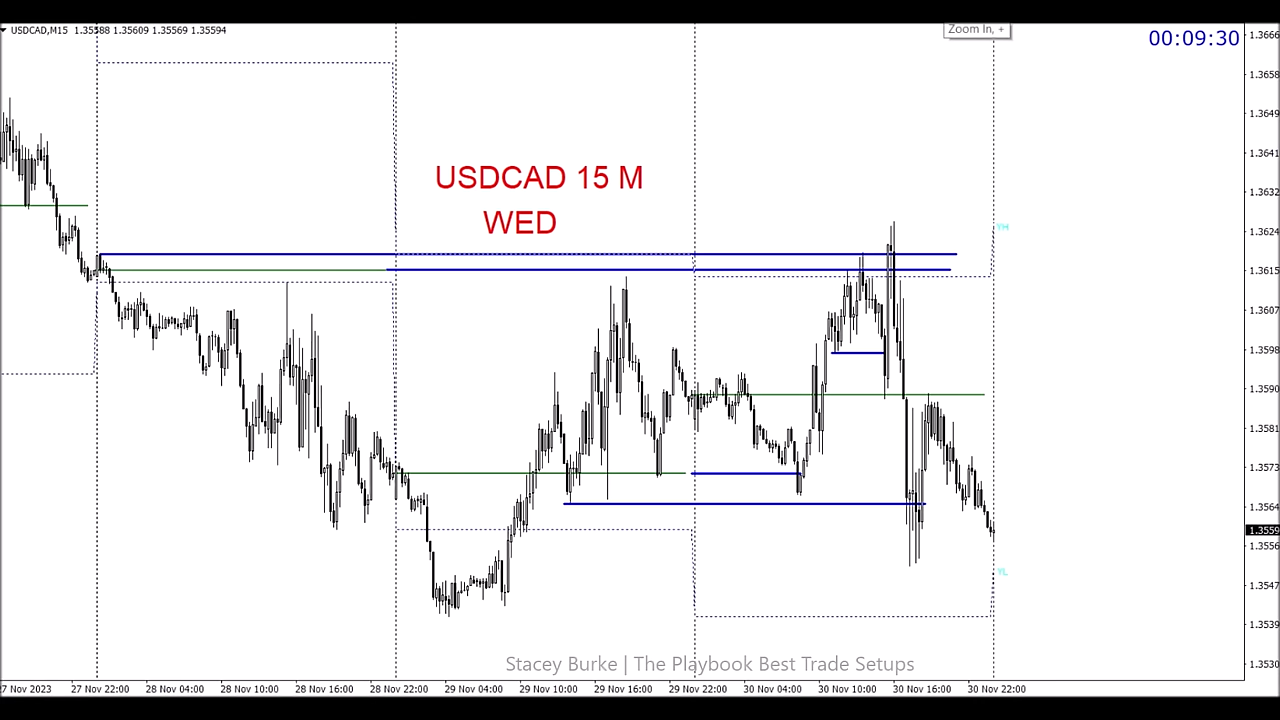 USDCAD,M15 1.35588 1.35609 1.35569 1.35594
Zoom In, +
00:09:30
1.3666
1.3658
1.3649
1.3641
1.3632
1.3624
1.3615
1.3607
1.3598
1.3590
1.3581
1.3573
1.3564
1.3559
1.3556
1.3547
1.3539
1.3530
USDCAD 15 M
WED
YH
YL
Stacey Burke | The Playbook Best Trade Setups
7 Nov 2023 27 Nov 22:00 28 Nov 04:00 28 Nov 10:00 28 Nov 16:00 28 Nov 22:00 29 Nov 04:00 29 Nov 10:00 29 Nov 16:00 29 Nov 22:00 30 Nov 04:00 30 Nov 10:00 30 Nov 16:00 30 Nov 22:00